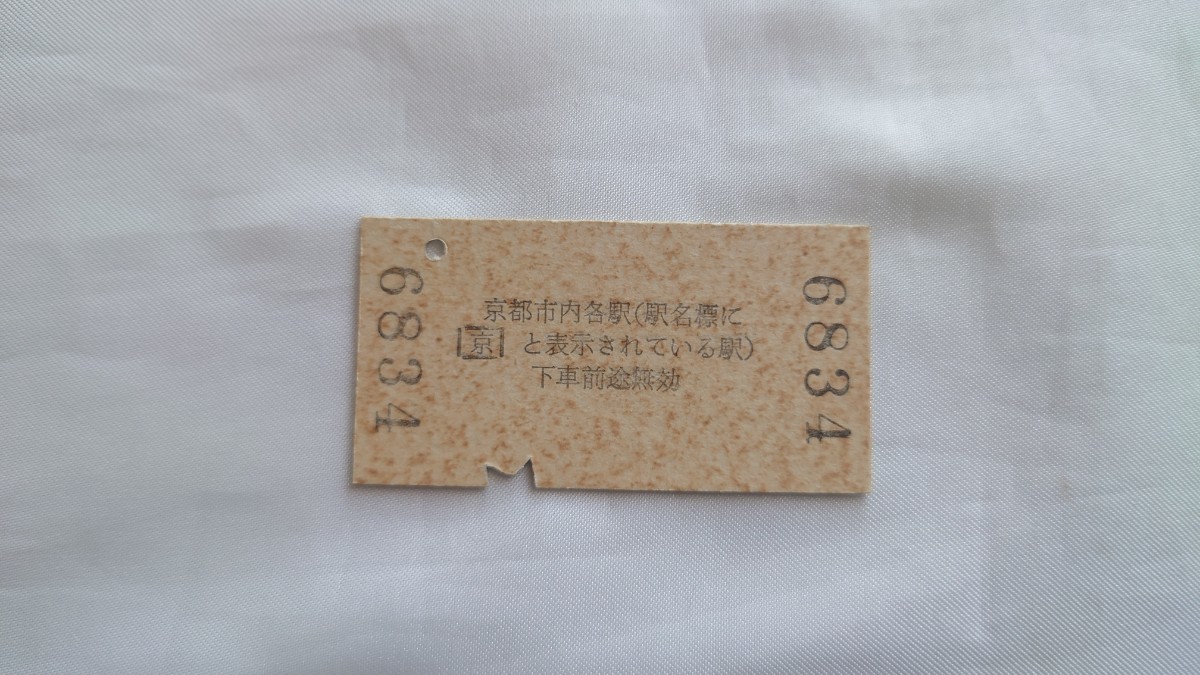 6834
京都市内各駅(駅名標に
京 と表示されている駅)
下車前途無効
6834